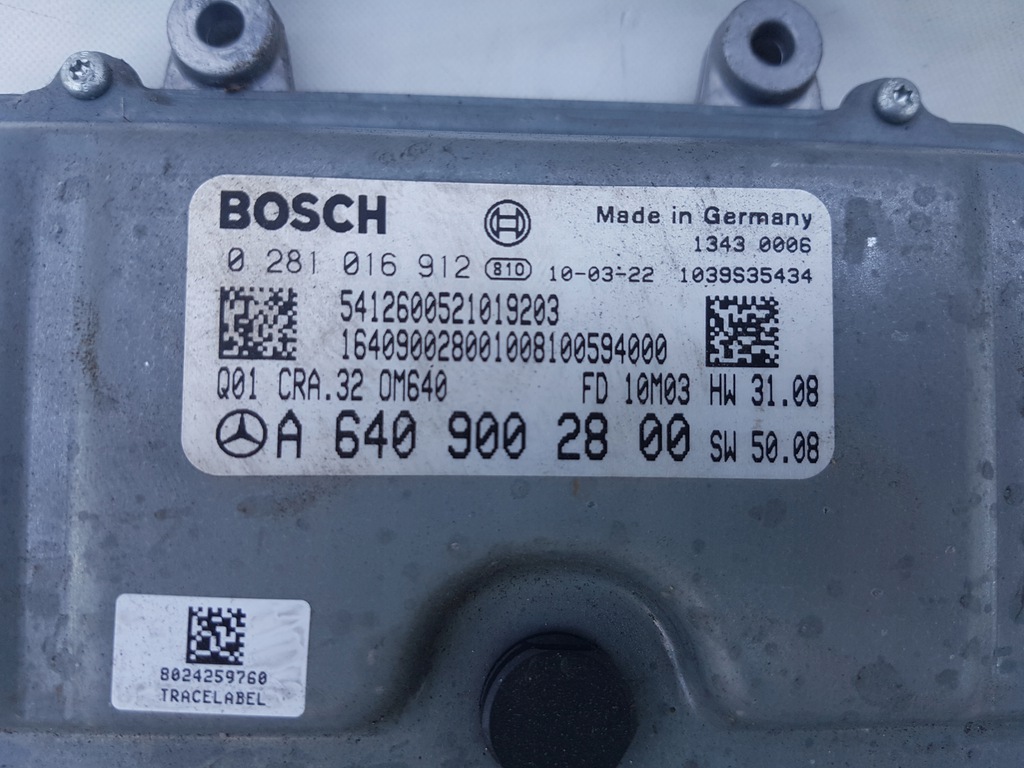 BOSCH
Made in Germany
1343 0006
0 281 016 912 810 10-03-22 1039S35434
5412600521019203
164090028001008100594000
Q01 CRA.32 OM640 FD 10M03 HW 31.08
A 640 900 28 00 SW 50.08
8024259760
TRACELABEL